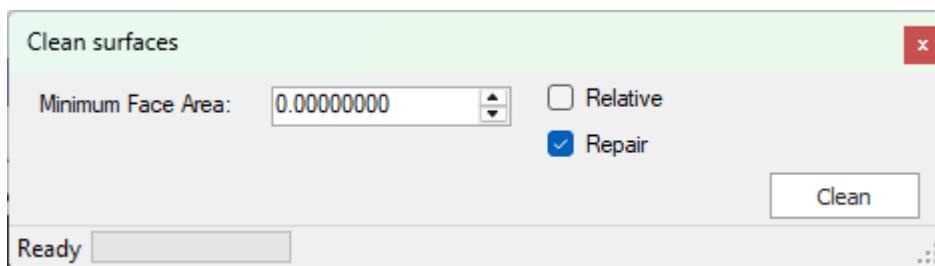 Clean surfaces
Minimum Face Area: 0.00000000 Relative
Repair
Clean
Ready